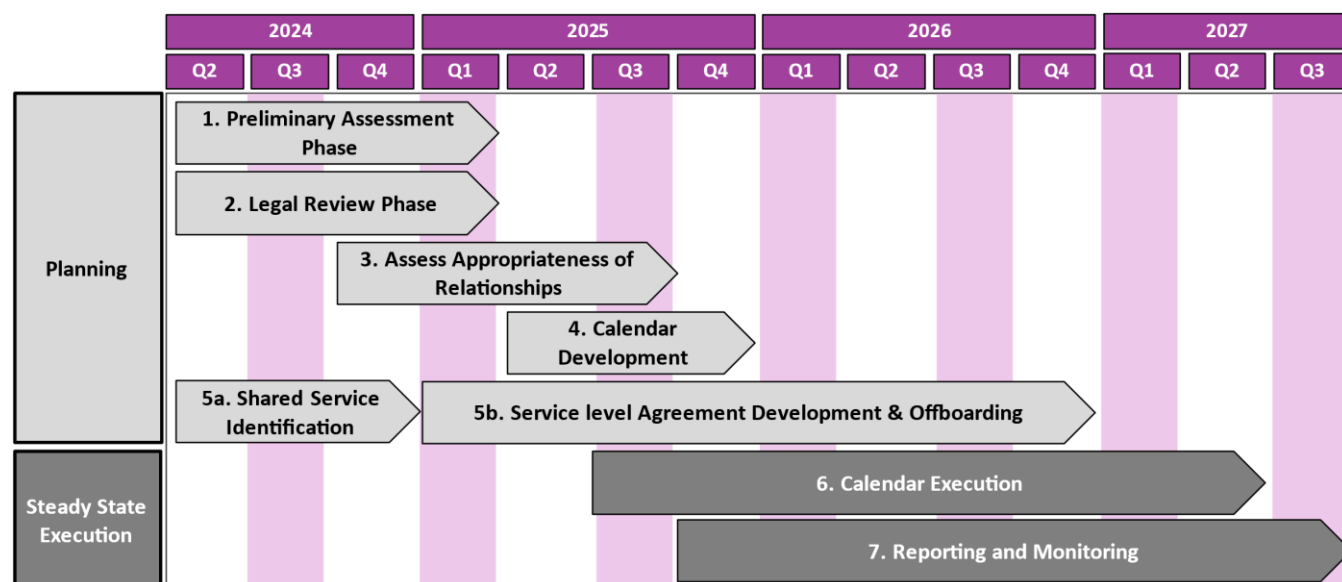 2024
2025
2026
2027
Q2
Q3
Q4
Q1
Q2
Q3
Q4
Q1
Q2
Q3
Q4
Q1
Q2
Q3
Planning
1. Preliminary Assessment
Phase
2. Legal Review Phase
3. Assess Appropriateness of
Relationships
4. Calendar
Development
5a. Shared Service
Identification
5b. Service level Agreement Development & Offboarding
Steady State
Execution
6. Calendar Execution
7. Reporting and Monitoring